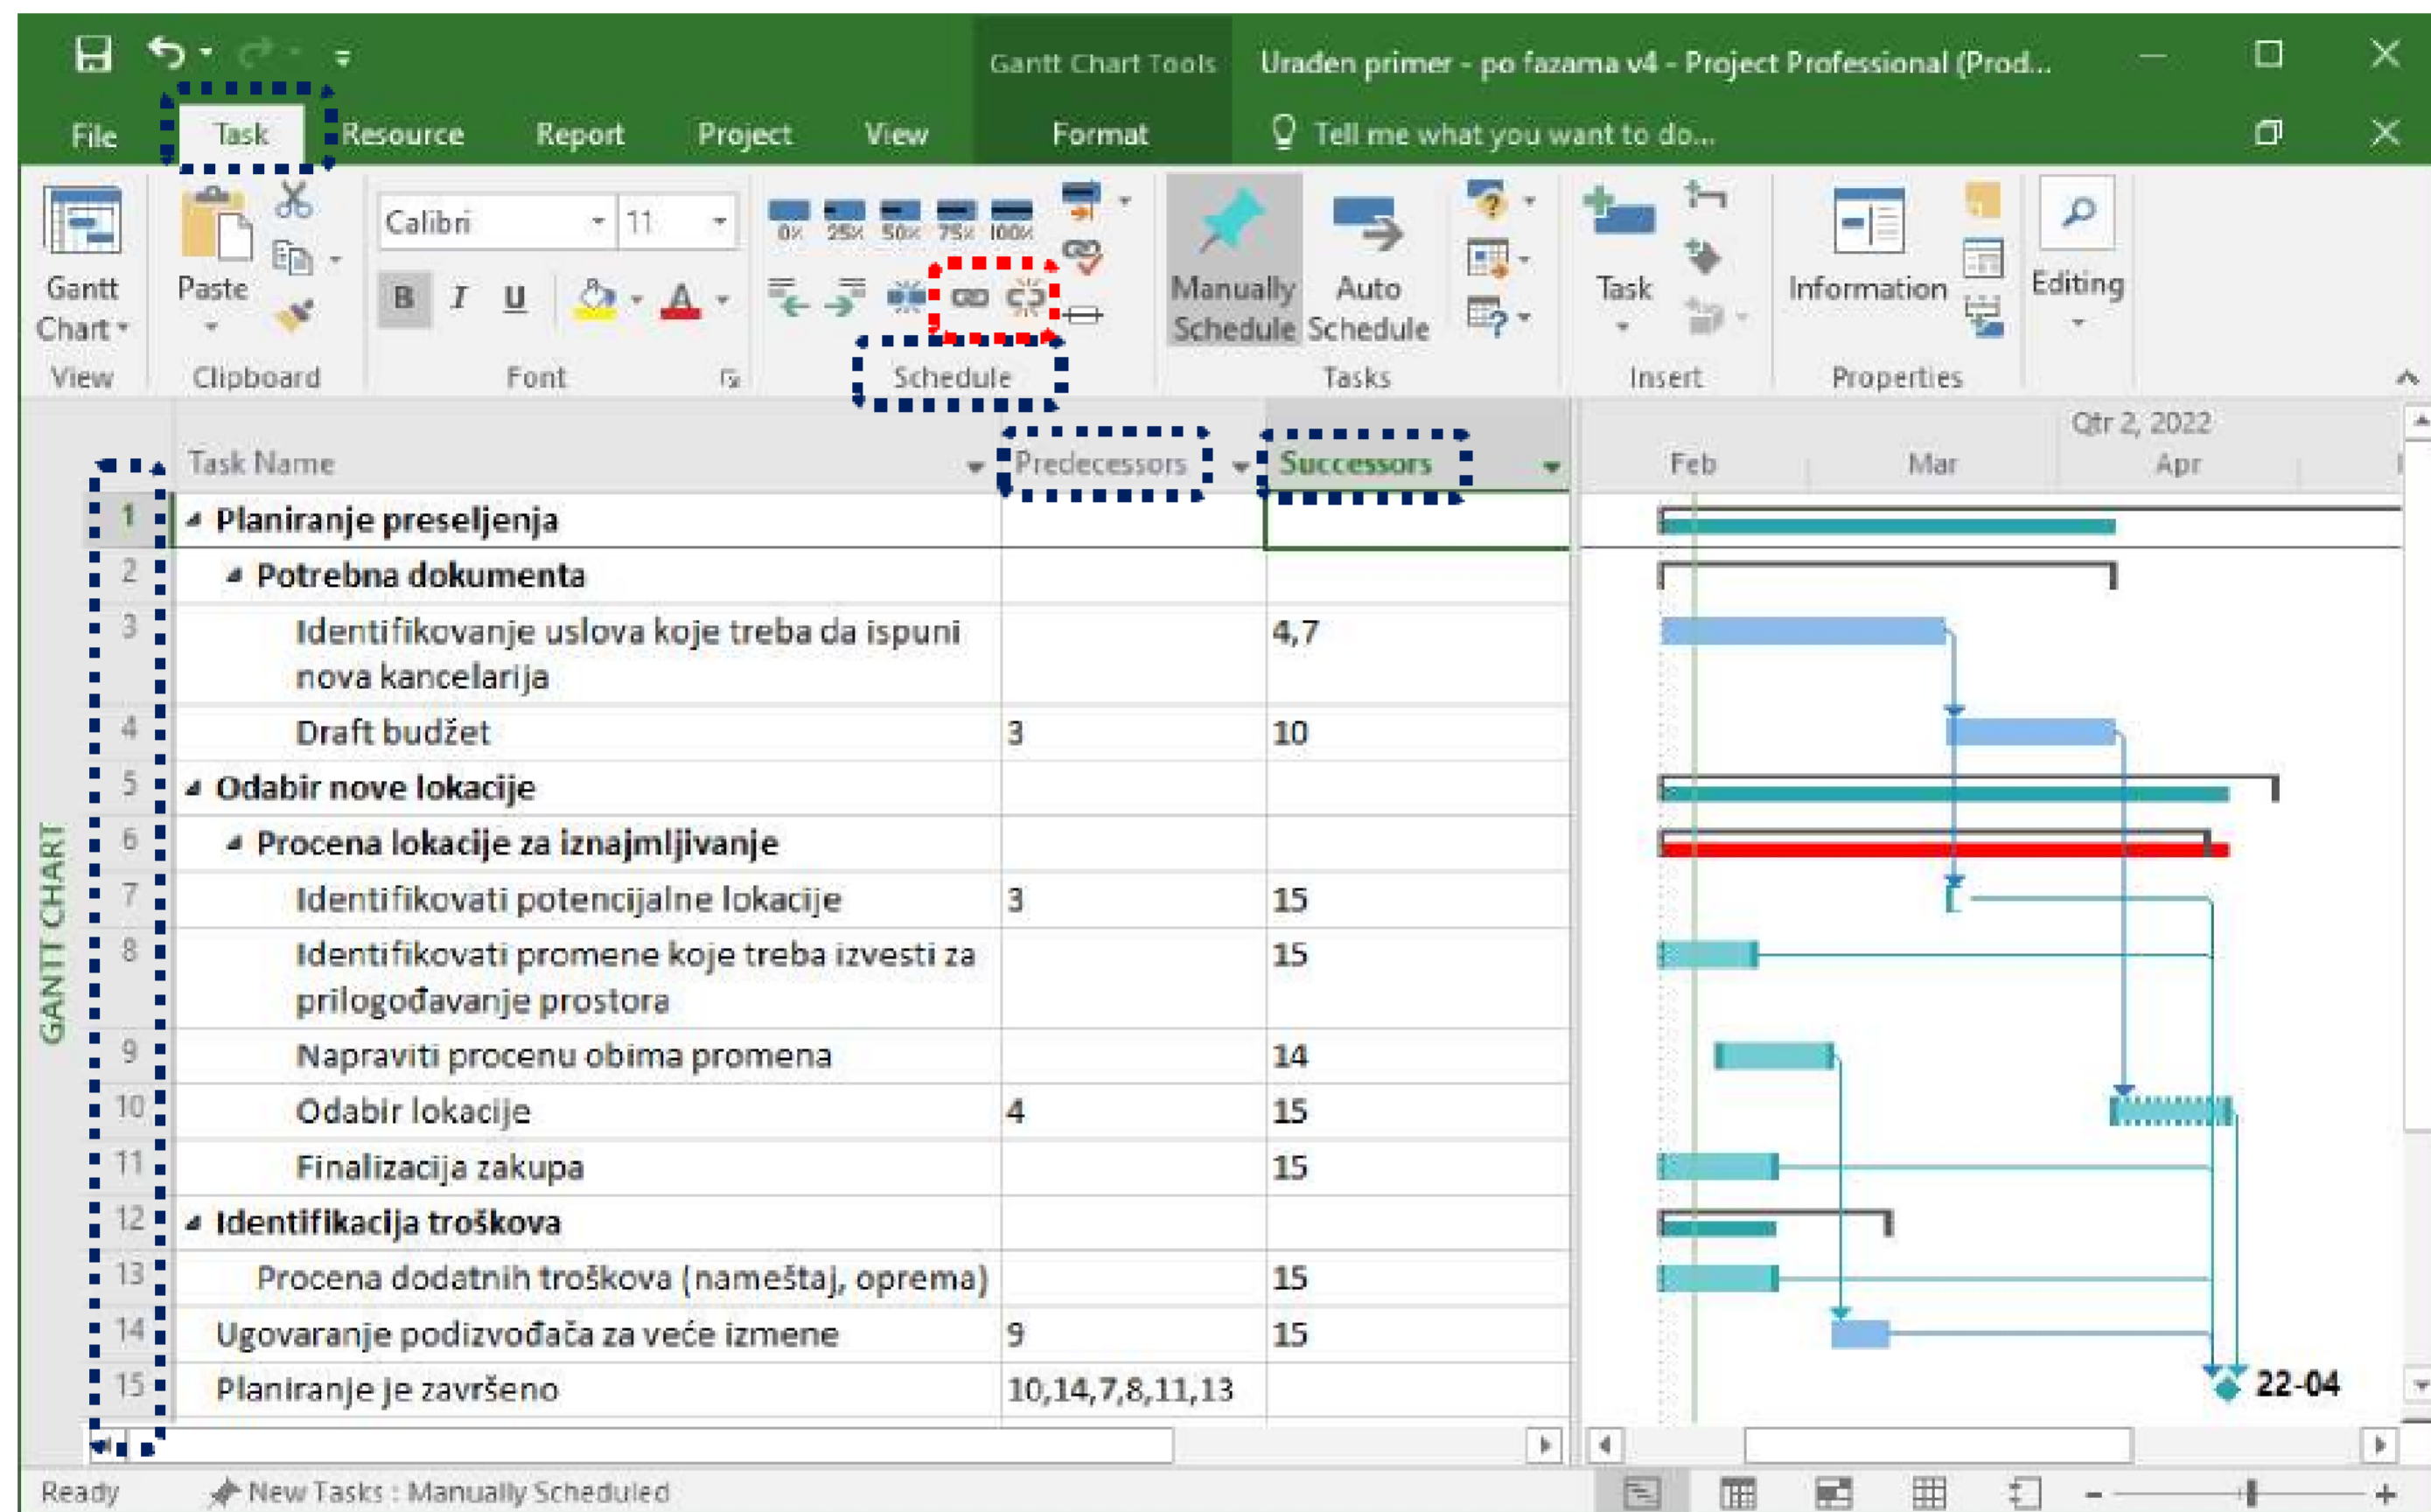 Gantt Chart Tools Urađen primer - po fazama v4 - Project Professional (Prod...
File Task Resource Report Project View Format Tell me what you want to do...
Calibri 11
0% 25% 50% 75% 100%
Gantt Chart
Paste
B I U A
Manually Schedule
Auto Schedule
Task
Information
Editing
View Clipboard Font Schedule Tasks Insert Properties
Qtr 2, 2022
Task Name Predecessors Successors Feb Mar Apr
GANTT CHART
1 Planiranje preseljenja
2 Potrebna dokumenta
3 Identifikovanje uslova koje treba da ispuni 4,7
nova kancelarija
4 Draft budžet 3 10
5 Odabir nove lokacije
6 Procena lokacije za iznajmljivanje
7 Identifikovati potencijalne lokacije 3 15
8 Identifikovati promene koje treba izvesti za 15
prilogođavanje prostora
9 Napraviti procenu obima promena 14
10 Odabir lokacije 4 15
11 Finalizacija zakupa 15
12 Identifikacija troškova
13 Procena dodatnih troškova (nameštaj, oprema) 15
14 Ugovaranje podizvođača za veće izmene 9 15
15 Planiranje je završeno 10,14,7,8,11,13 22-04
Ready New Tasks : Manually Scheduled